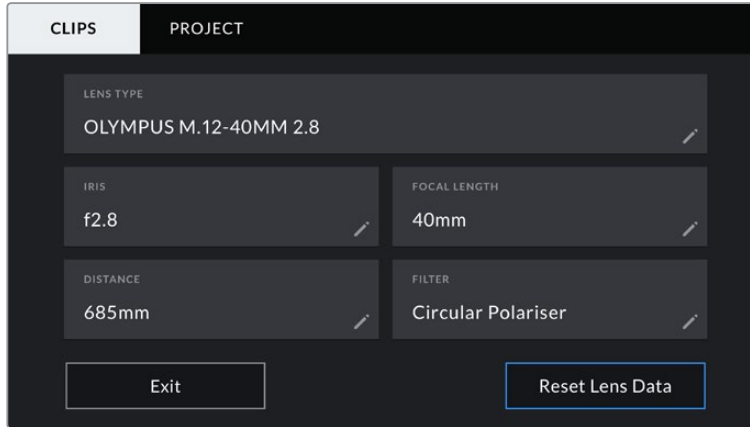 CLIPS PROJECT
LENS TYPE
OLYMPUS M.12-40MM 2.8
IRIS
f2.8
FOCAL LENGTH
40mm
DISTANCE
685mm
FILTER
Circular Polariser
Exit
Reset Lens Data